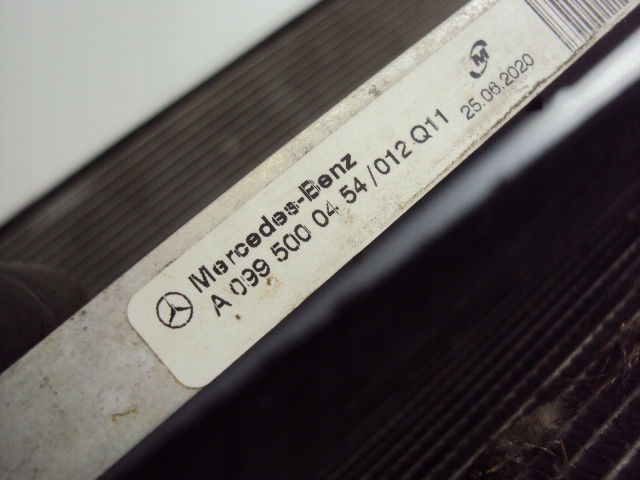 Mercedes-Benz
A 099 500 04 54 / 012 Q11
M
25.06.2020